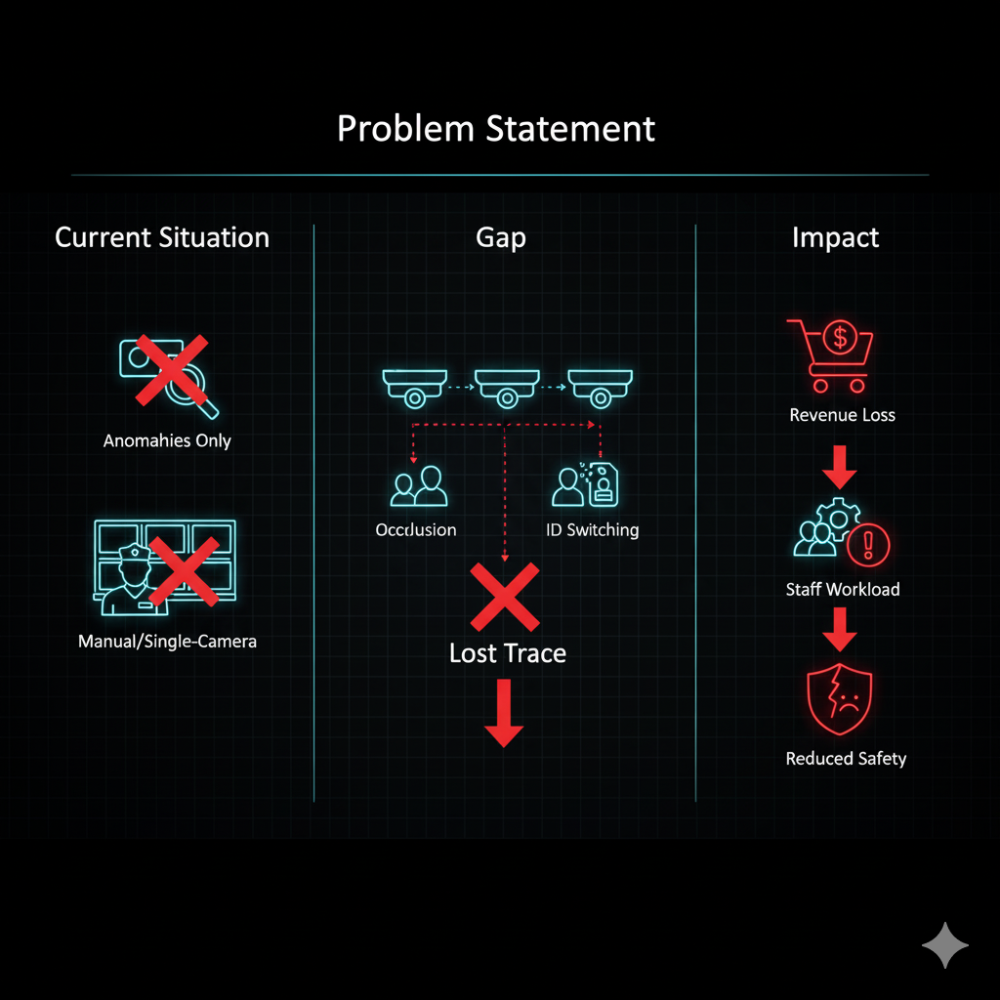 Problem Statement
Current Situation
Gap
Impact
Anomahies Only
Manual/Single-Camera
Occdusion
ID Switching
Lost Trace
$
Revenue Loss
!
Staff Workload
Reduced Safety